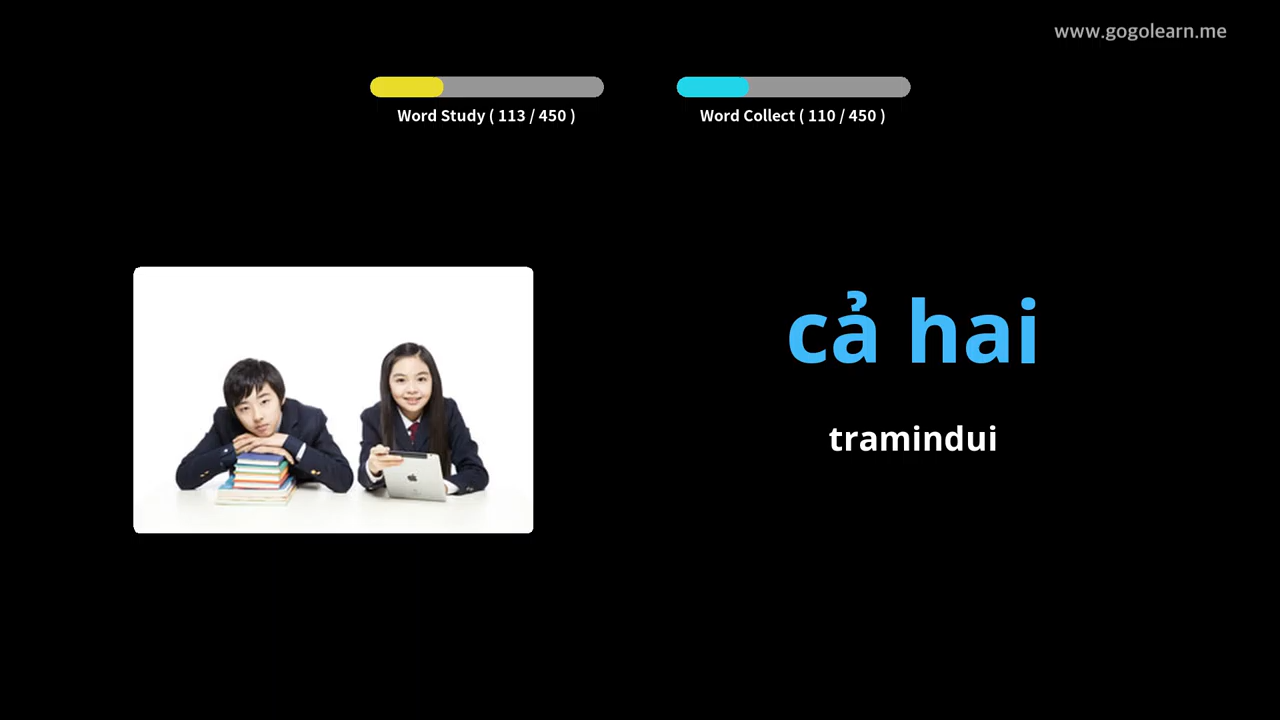 www.gogolearn.me
Word Study ( 113 / 450 )
Word Collect ( 110 / 450 )
cả hai
tramindui